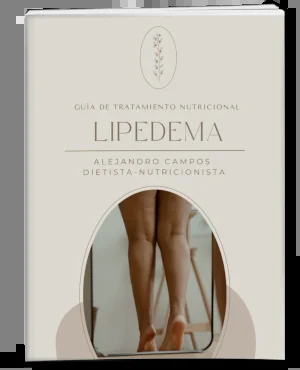 GUÍA DE TRATAMIENTO NUTRICIONAL
LIPEDEMA
ALEJANDRO CAMPOS
DIETISTA-NUTRICIONISTA